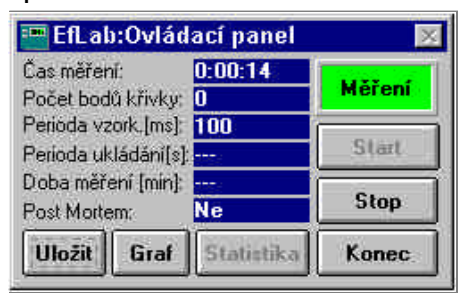 EfLab:Ovládací panel
Čas měření: 0:00:14
Měření
Počet bodů křivky: 0
Perioda vzork.[ms]: 100
Start
Perioda ukládání[s]: ---
Doba měření [min]: ---
Stop
Post Mortem: Ne
Uložit Graf Statistika Konec